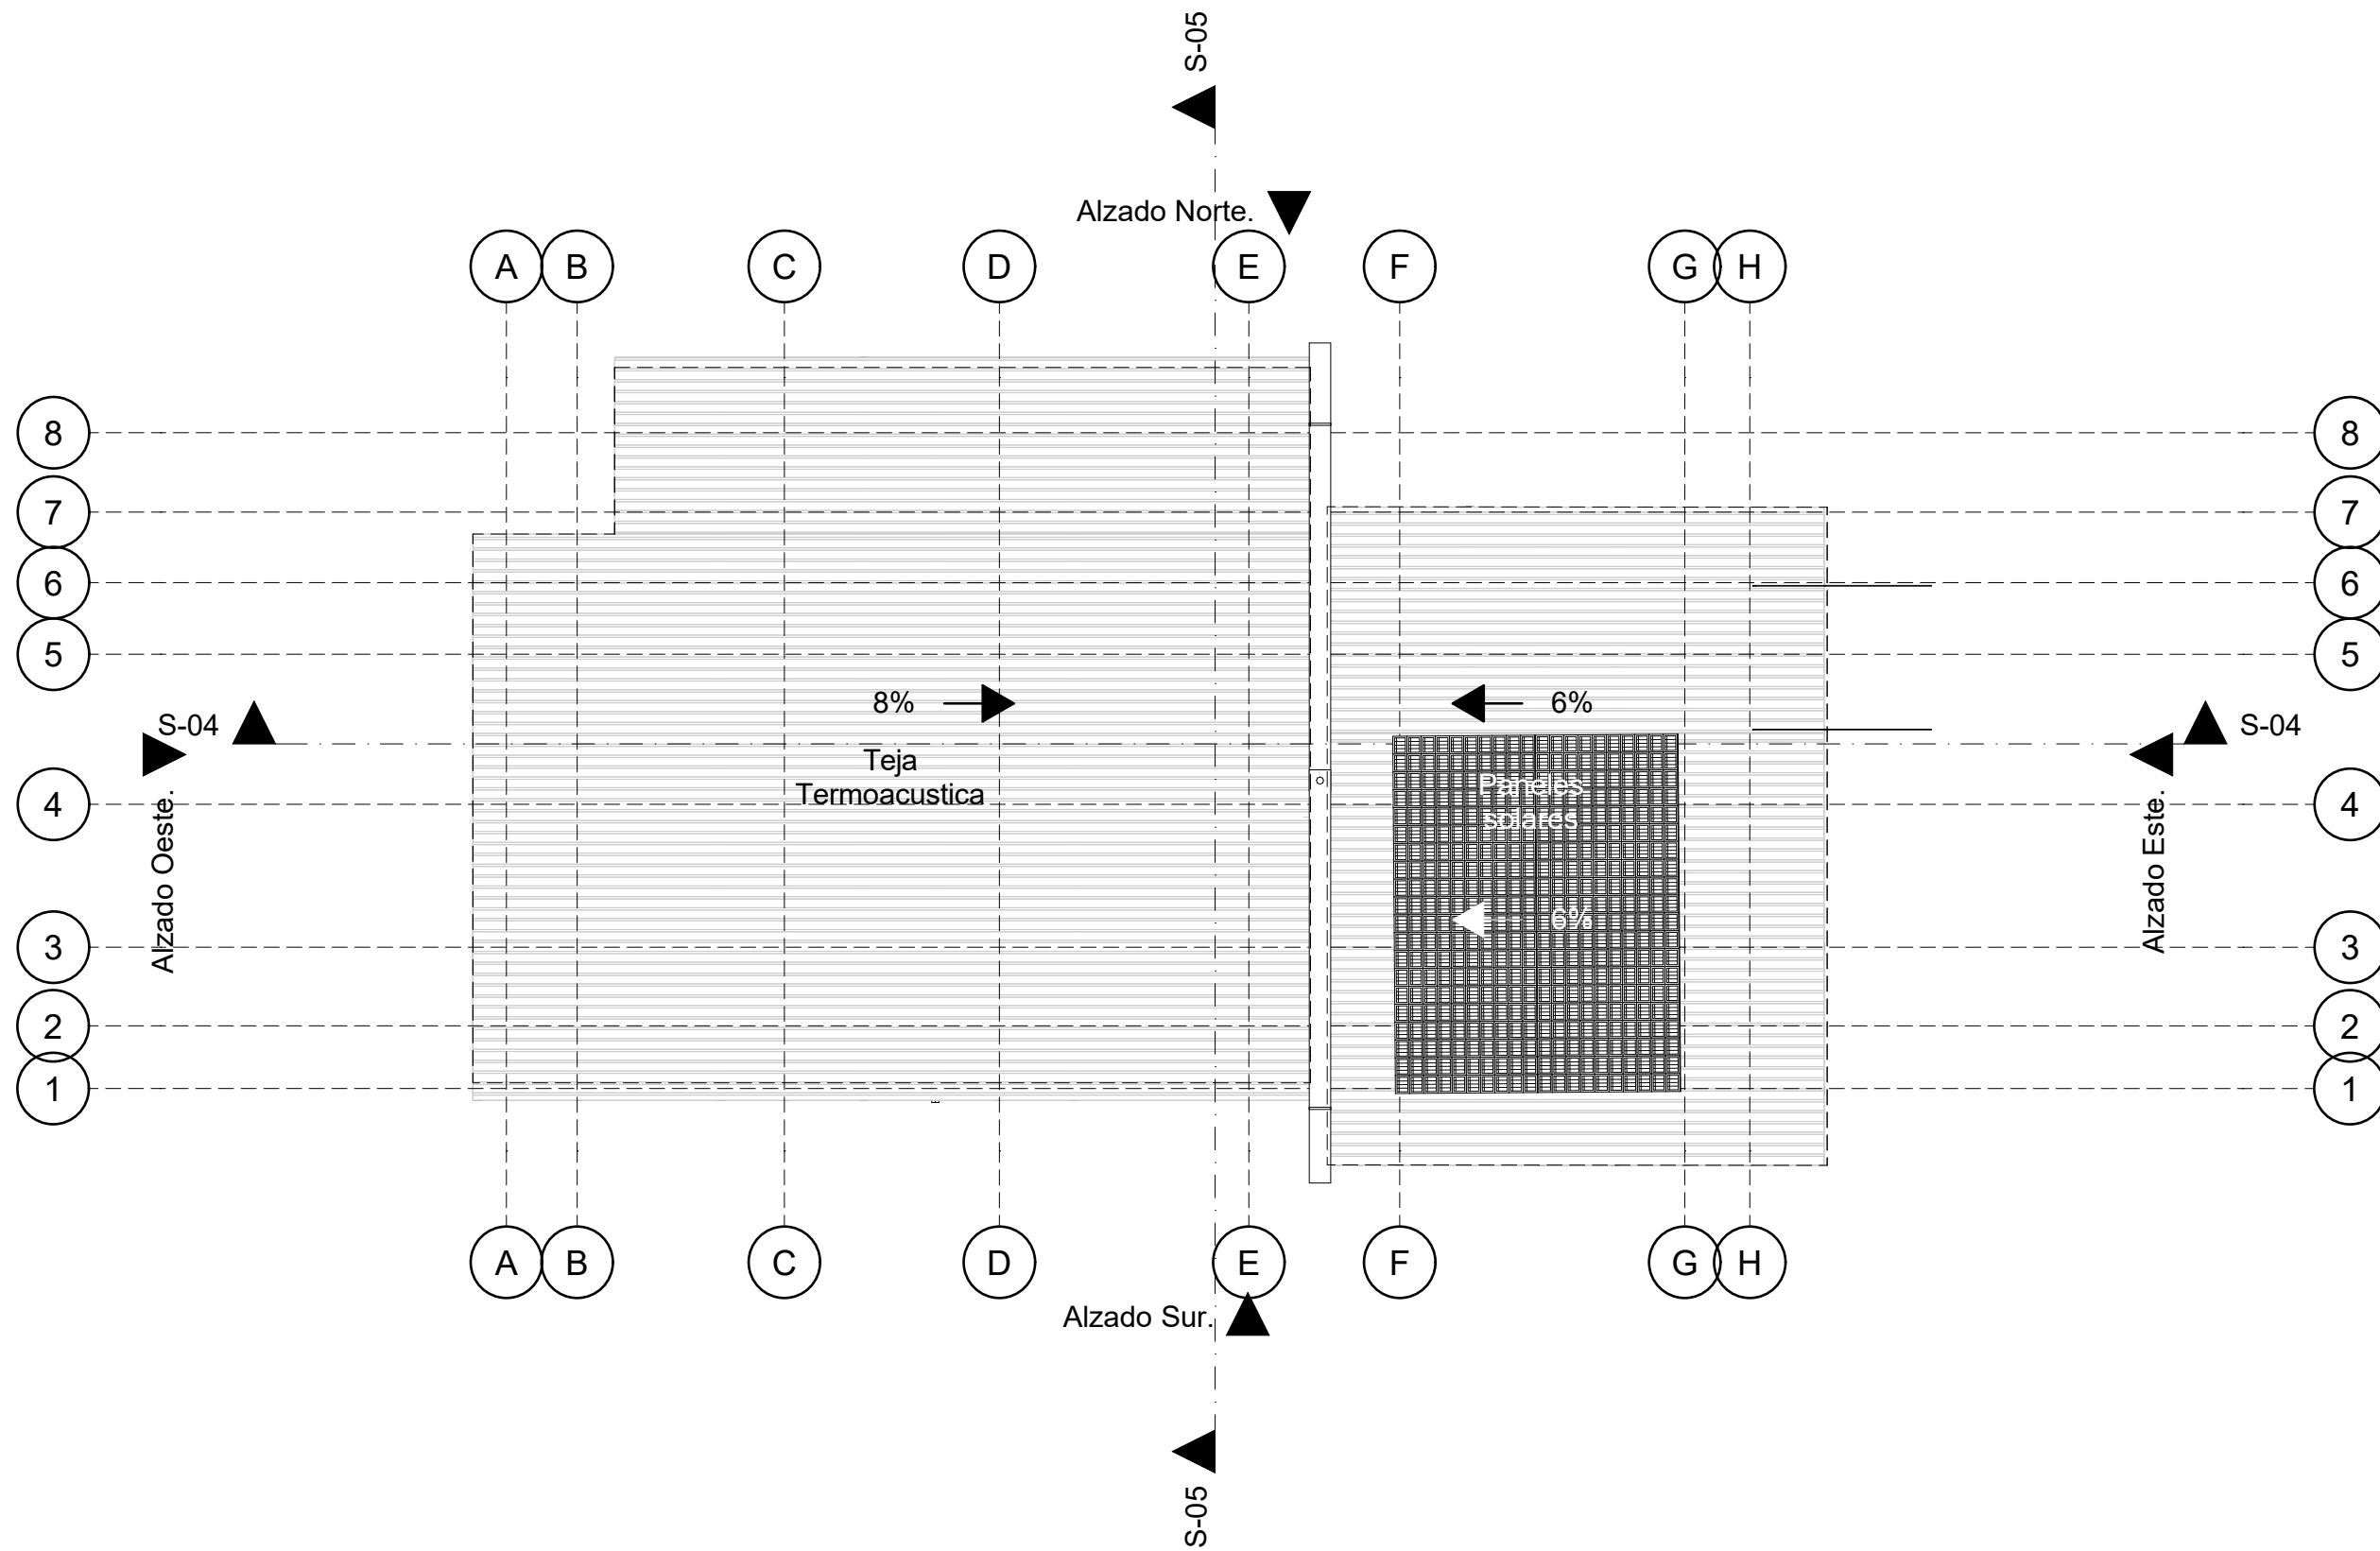 S-05
Alzado Norte.
A B C D E F G H
8 8
7 7
6 6
5 5
8% 6%
S-04 S-04
Teja
Termoacustica
Paneles
solares
4 4
Alzado Oeste. Alzado Este.
6%
3 3
2 2
1 1
A B C D E F G H
Alzado Sur.
S-05